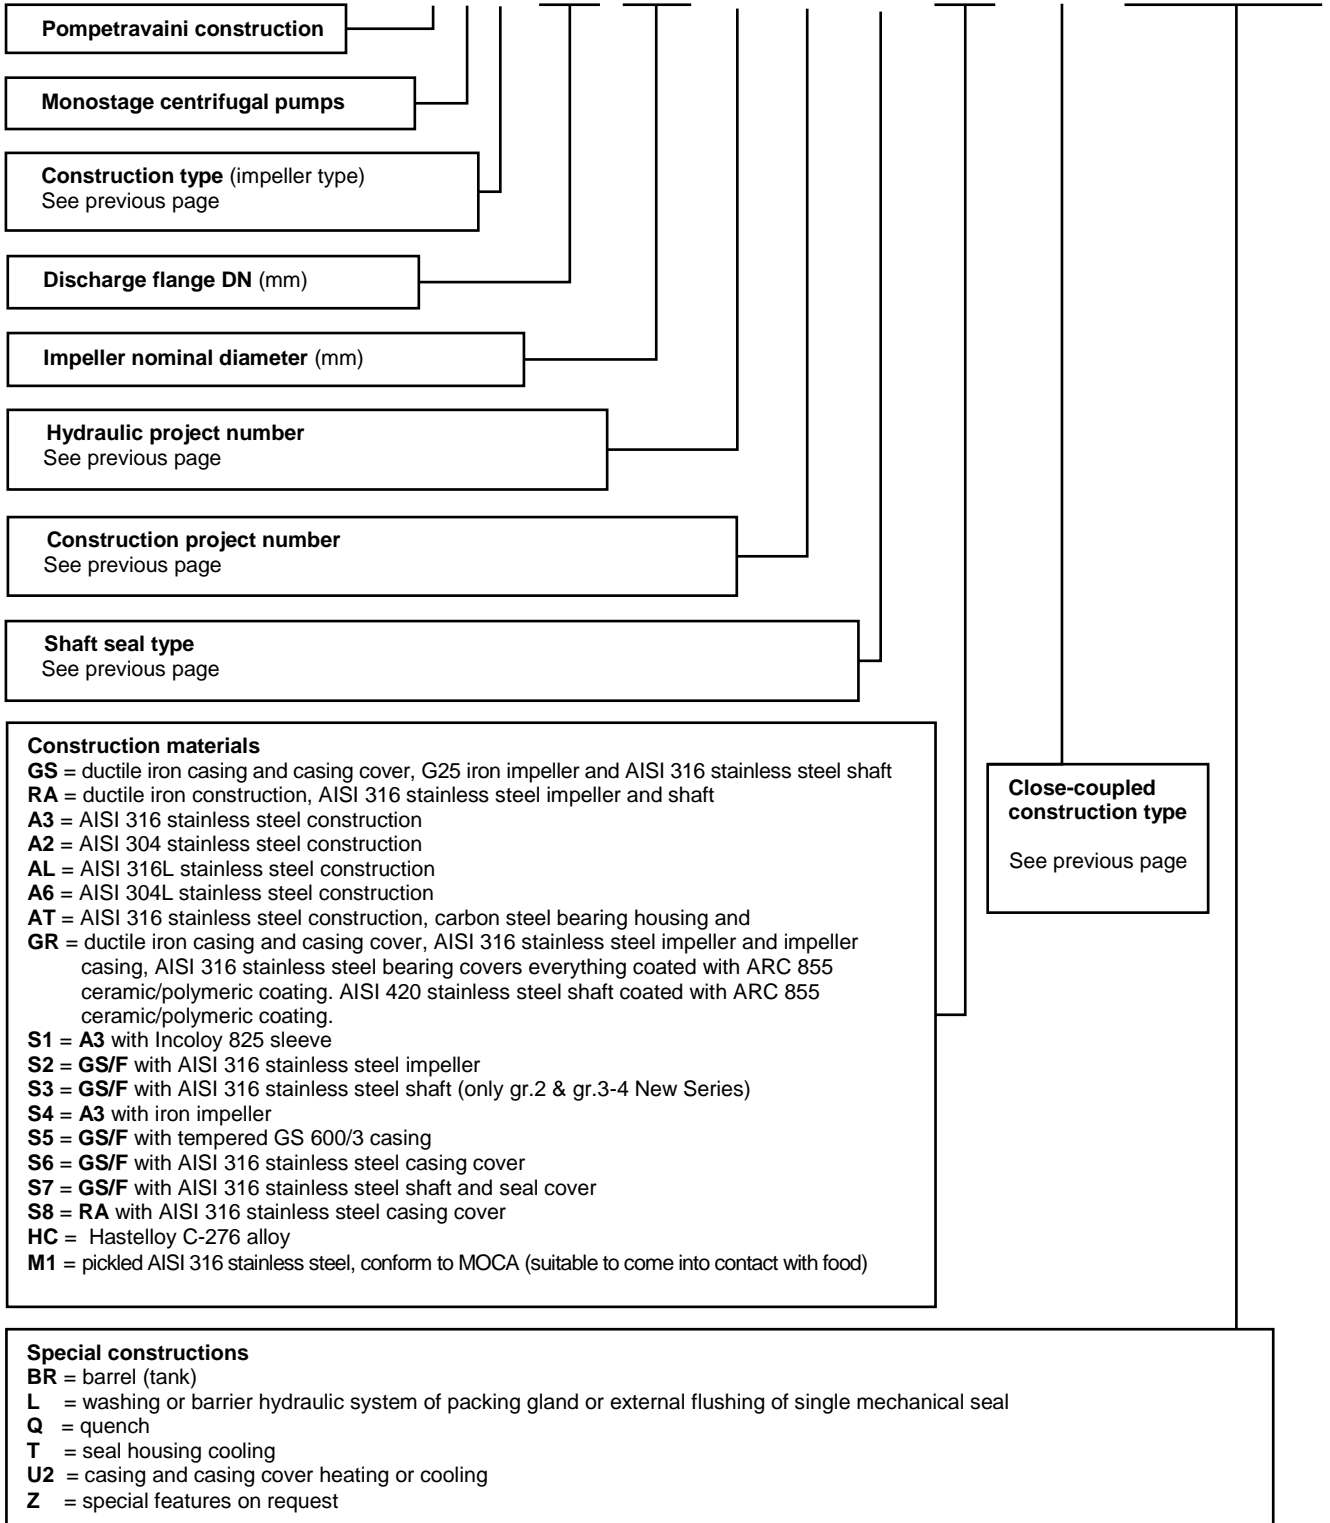 Pompetravaini construction
Monostage centrifugal pumps
Construction type (impeller type)
See previous page
Discharge flange DN (mm)
Impeller nominal diameter (mm)
Hydraulic project number
See previous page
Construction project number
See previous page
Shaft seal type
See previous page
Construction materials
GS = ductile iron casing and casing cover, G25 iron impeller and AISI 316 stainless steel shaft
RA = ductile iron construction, AISI 316 stainless steel impeller and shaft
A3 = AISI 316 stainless steel construction
A2 = AISI 304 stainless steel construction
AL = AISI 316L stainless steel construction
A6 = AISI 304L stainless steel construction
AT = AISI 316 stainless steel construction, carbon steel bearing housing and
GR = ductile iron casing and casing cover, AISI 316 stainless steel impeller and impeller
casing, AISI 316 stainless steel bearing covers everything coated with ARC 855
ceramic/polymeric coating. AISI 420 stainless steel shaft coated with ARC 855
ceramic/polymeric coating.
S1 = A3 with Incoloy 825 sleeve
S2 = GS/F with AISI 316 stainless steel impeller
S3 = GS/F with AISI 316 stainless steel shaft (only gr.2 & gr.3-4 New Series)
S4 = A3 with iron impeller
S5 = GS/F with tempered GS 600/3 casing
S6 = GS/F with AISI 316 stainless steel casing cover
S7 = GS/F with AISI 316 stainless steel shaft and seal cover
S8 = RA with AISI 316 stainless steel casing cover
HC = Hastelloy C-276 alloy
M1 = pickled AISI 316 stainless steel, conform to MOCA (suitable to come into contact with food)
Close-coupled
construction type
See previous page
Special constructions
BR = barrel (tank)
L = washing or barrier hydraulic system of packing gland or external flushing of single mechanical seal
Q = quench
T = seal housing cooling
U2 = casing and casing cover heating or cooling
Z = special features on request